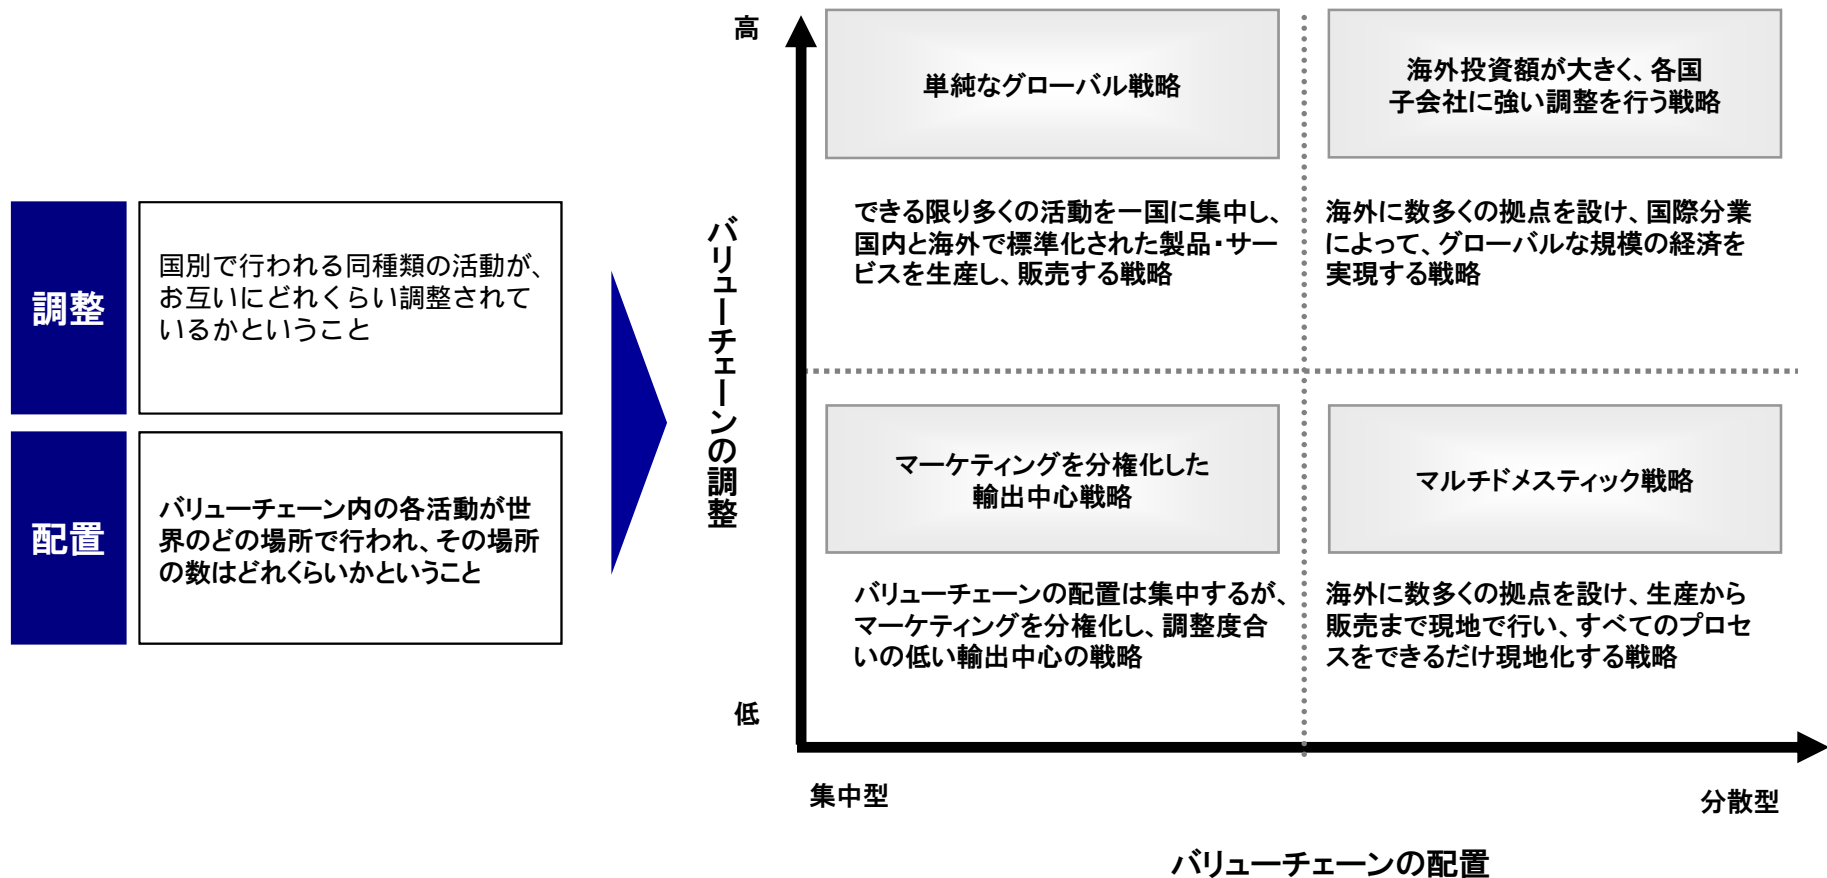 調整
国別で行われる同種類の活動が、
お互いにどれくらい調整されて
いるかということ
配置
バリューチェーン内の各活動が世
界のどの場所で行われ、その場所
の数はどれくらいかということ
バリューチェーンの調整
高
低
単純なグローバル戦略
できる限り多くの活動を一国に集中し、
国内と海外で標準化された製品・サー
ビスを生産し、販売する戦略
海外投資額が大きく、各国
子会社に強い調整を行う戦略
海外に数多くの拠点を設け、国際分業
によって、グローバルな規模の経済を
実現する戦略
マーケティングを分権化した
輸出中心戦略
バリューチェーンの配置は集中するが、
マーケティングを分権化し、調整度合
いの低い輸出中心の戦略
マルチドメスティック戦略
海外に数多くの拠点を設け、生産から
販売まで現地で行い、すべてのプロセ
スをできるだけ現地化する戦略
集中型
分散型
バリューチェーンの配置